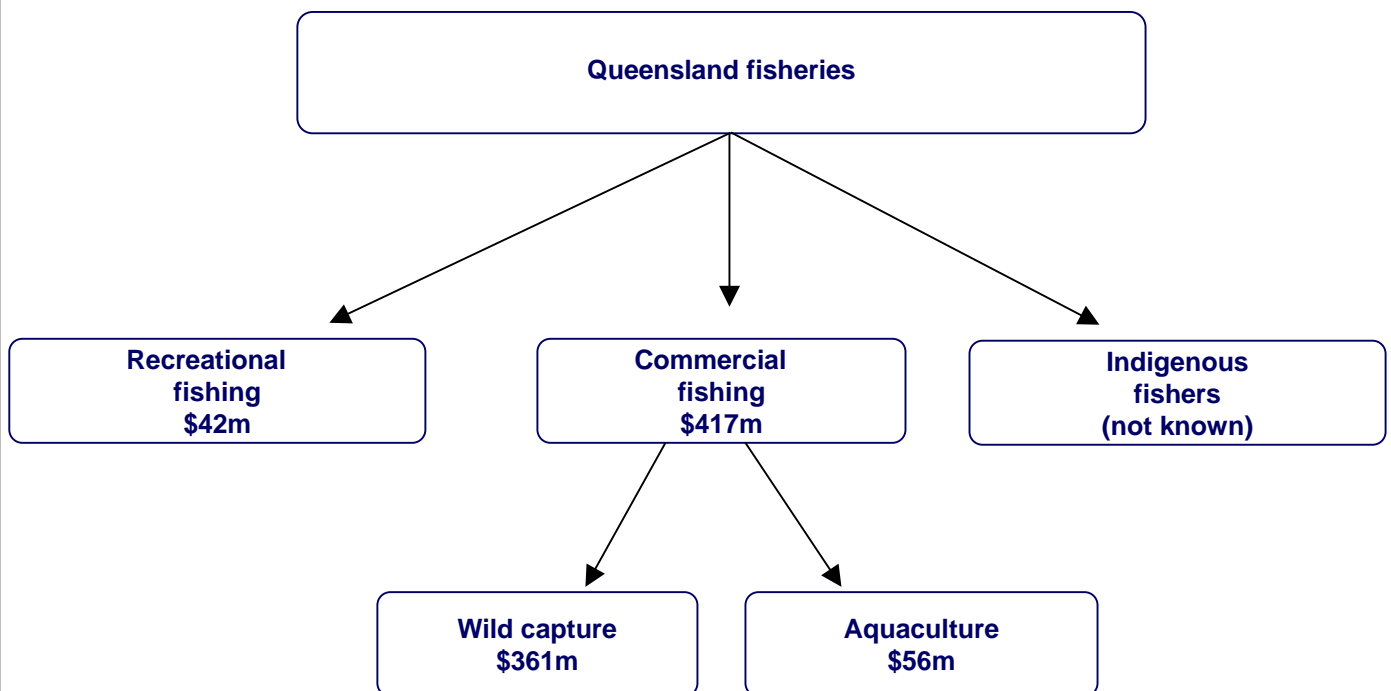 Queensland fisheries
Recreational
fishing
$42m
Commercial
fishing
$417m
Indigenous
fishers
(not known)
Wild capture
$361m
Aquaculture
$56m